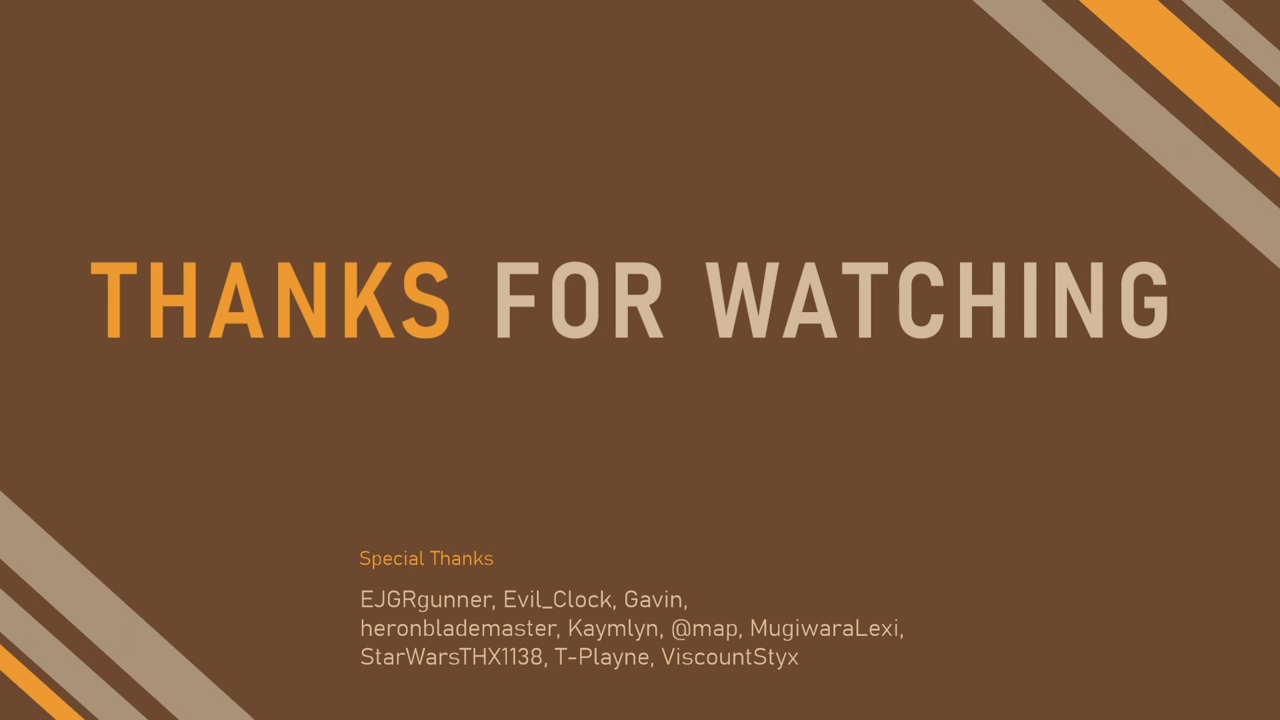 THANKS FOR WATCHING
Special Thanks
EJGRgunner, Evil_Clock, Gavin,
heronblademaster, Kaymlyn, @map, MugiwaraLexi,
StarWarsTHX1138, T-Playne, ViscountStyx